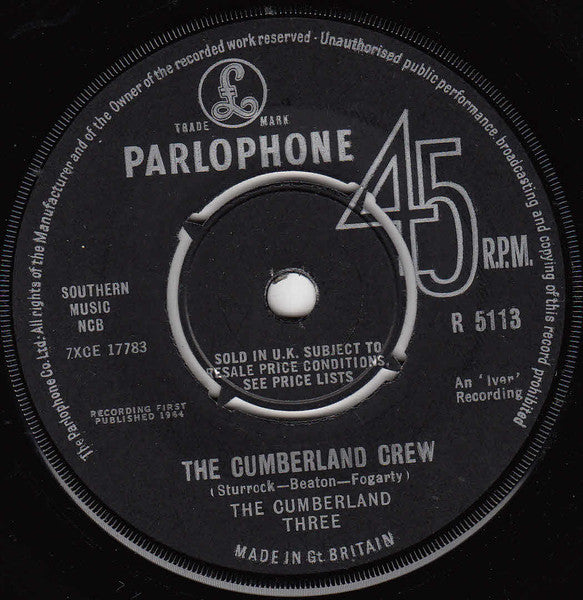 The Parlophone Co. Ltd. All rights of the Manufacturer and of the Owner of the recorded work reserved · Unauthorised public performance, broadcasting and copying of this record prohibited
£
TRADE MARK
PARLOPHONE
45
R.P.M.
SOUTHERN
MUSIC
NCB
7XCE 17783
R 5113
SOLD IN U.K. SUBJECT TO
RESALE PRICE CONDITIONS,
SEE PRICE LISTS
An 'Iver'
Recording
RECORDING FIRST
PUBLISHED 1964
THE CUMBERLAND CREW
(Sturrock—Beaton—Fogarty)
THE CUMBERLAND
THREE
MADE IN Gt. BRITAIN